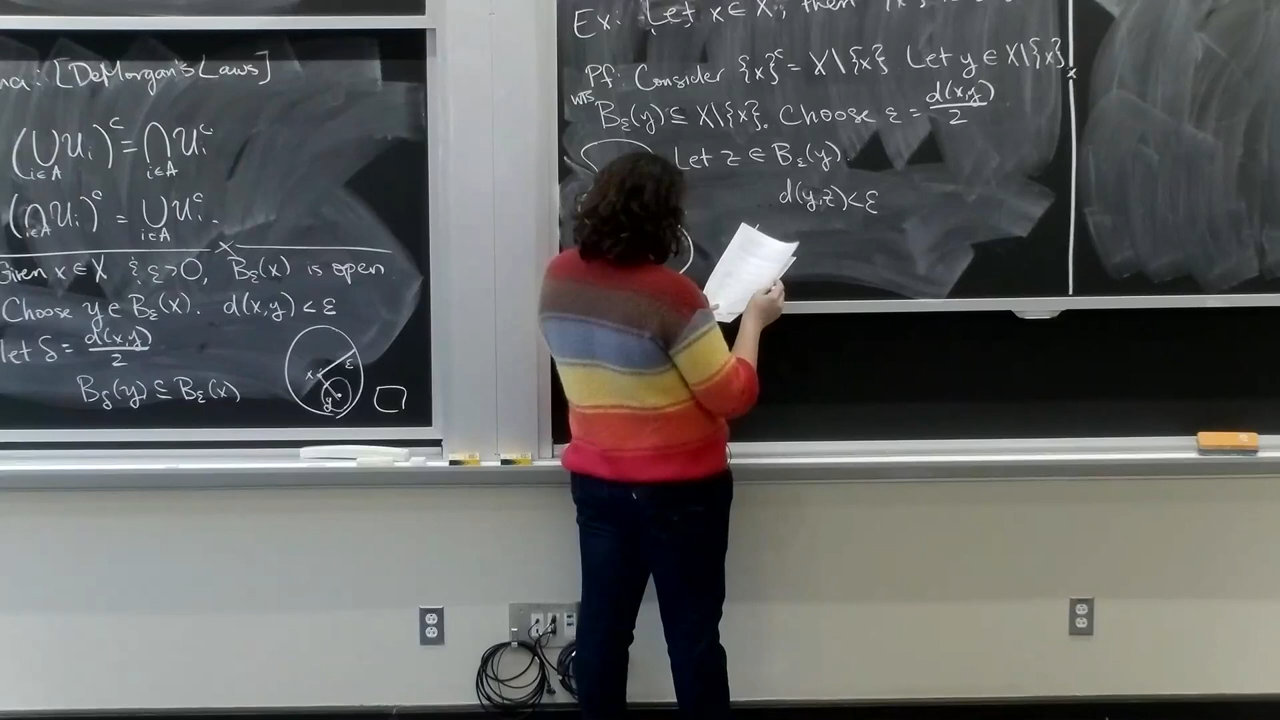 ma: [DeMorgan's Laws]
(⋃ U_i)^c = ⋂ U_i^c
i∈A i∈A
(⋂ U_i)^c = ⋃ U_i^c.
i∈A i∈A
Given x ∈ X & ε>0, B_ε(x) is open
Choose y ∈ B_ε(x). d(x,y) < ε
let δ = d(x,y)/2
B_δ(y) ⊆ B_ε(x)
x ε
y
Ex: Let x ∈ X, then
Pf: Consider {x}^c = X\{x} Let y ∈ X\{x}
WTS B_ε(y) ⊆ X\{x}. Choose ε = d(x,y)/2
Let z ∈ B_ε(y)
d(y,z) < ε